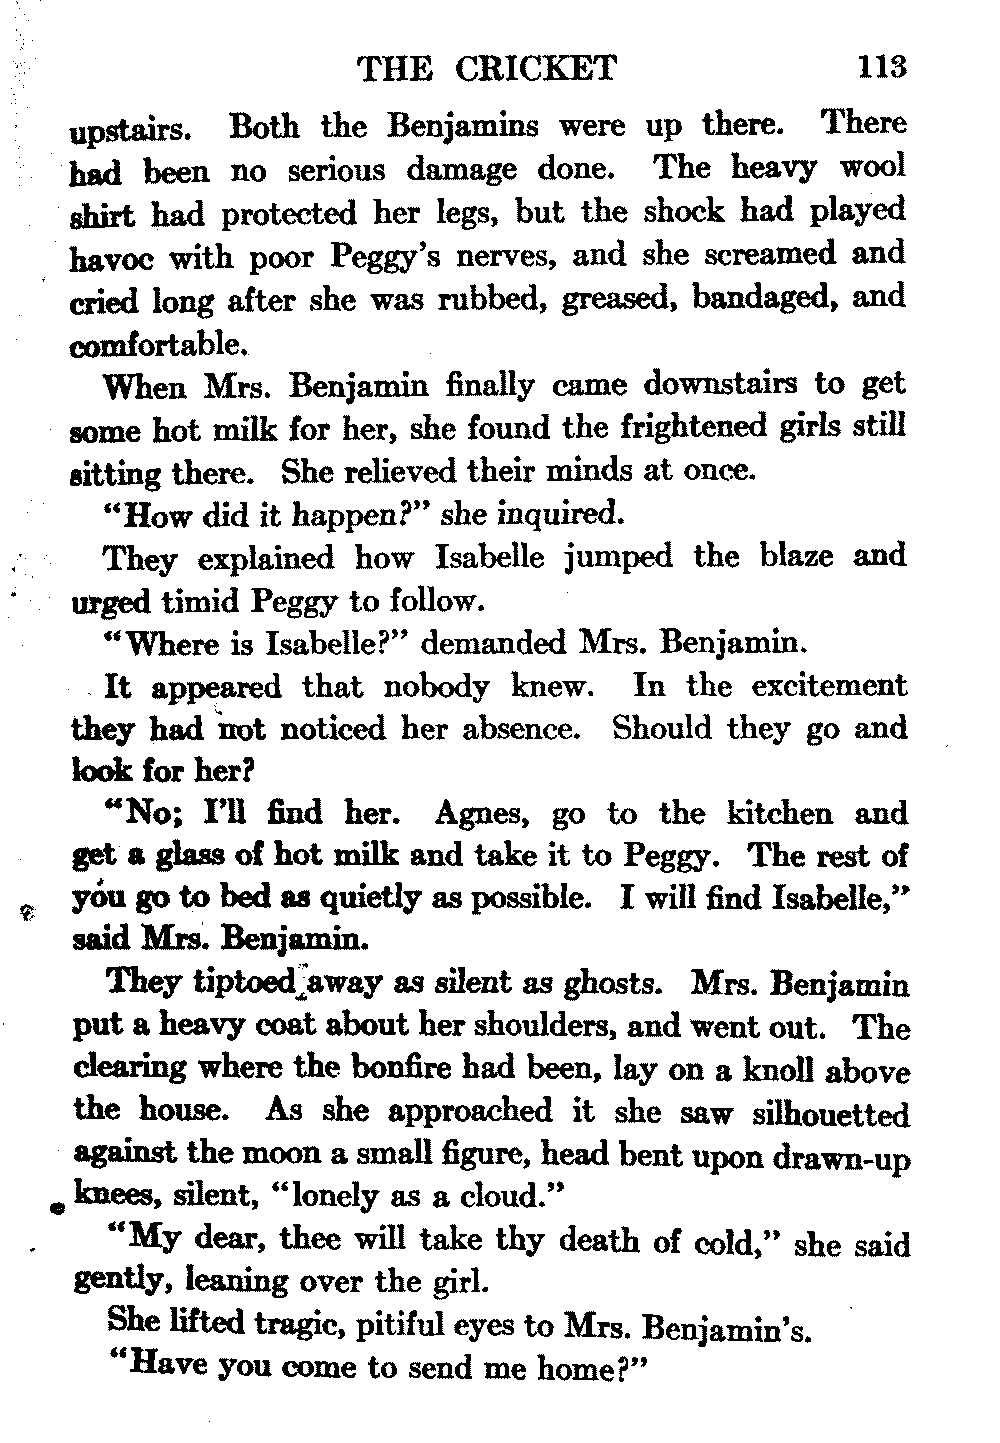 THE CRICKET 113
upstairs. Both the Benjamins were up there. There
had been no serious damage done. The heavy wool
shirt had protected her legs, but the shock had played
havoc with poor Peggy's nerves, and she screamed and
cried long after she was rubbed, greased, bandaged, and
comfortable.
When Mrs. Benjamin finally came downstairs to get
some hot milk for her, she found the frightened girls still
sitting there. She relieved their minds at once.
"How did it happen?" she inquired.
They explained how Isabelle jumped the blaze and
urged timid Peggy to follow.
"Where is Isabelle?" demanded Mrs. Benjamin.
It appeared that nobody knew. In the excitement
they had not noticed her absence. Should they go and
look for her?
"No; I'll find her. Agnes, go to the kitchen and
get a glass of hot milk and take it to Peggy. The rest of
you go to bed as quietly as possible. I will find Isabelle,"
said Mrs. Benjamin.
They tiptoed away as silent as ghosts. Mrs. Benjamin
put a heavy coat about her shoulders, and went out. The
clearing where the bonfire had been, lay on a knoll above
the house. As she approached it she saw silhouetted
against the moon a small figure, head bent upon drawn-up
knees, silent, "lonely as a cloud."
"My dear, thee will take thy death of cold," she said
gently, leaning over the girl.
She lifted tragic, pitiful eyes to Mrs. Benjamin's.
"Have you come to send me home?"